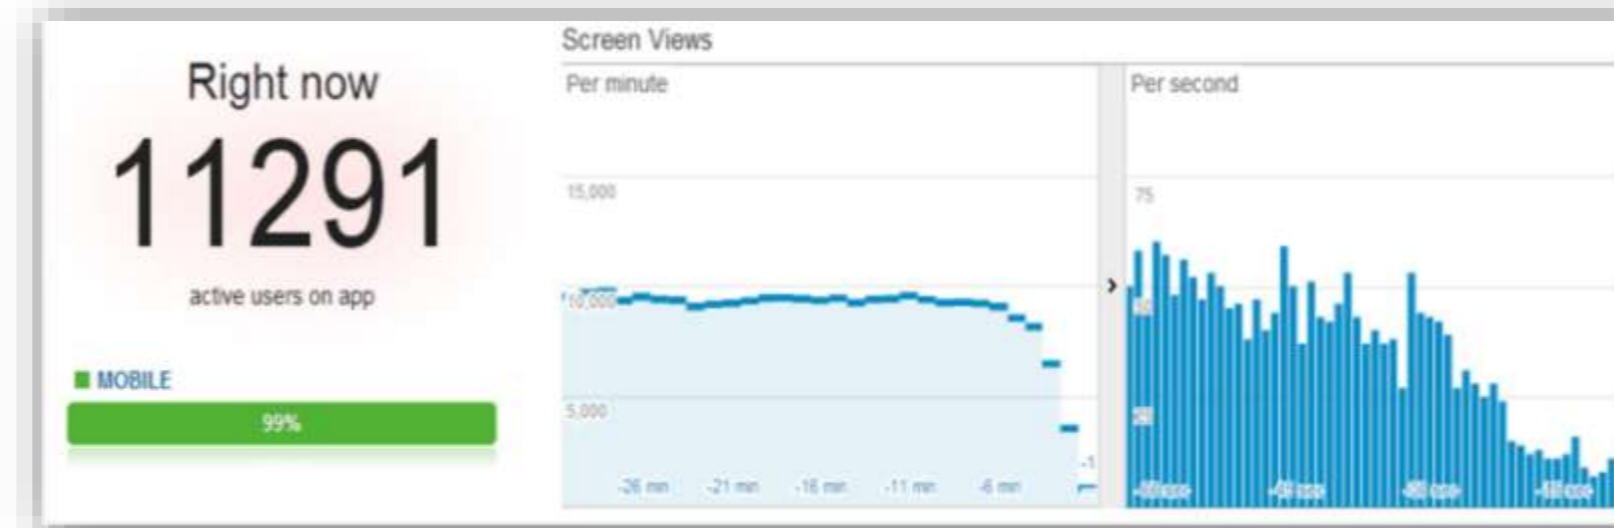 Right now
11291
active users on app
MOBILE
99%
Screen Views
Per minute
15,000
10,000
5,000
-26 min
-21 min
-16 min
-11 min
-6 min
-1
Per second
75